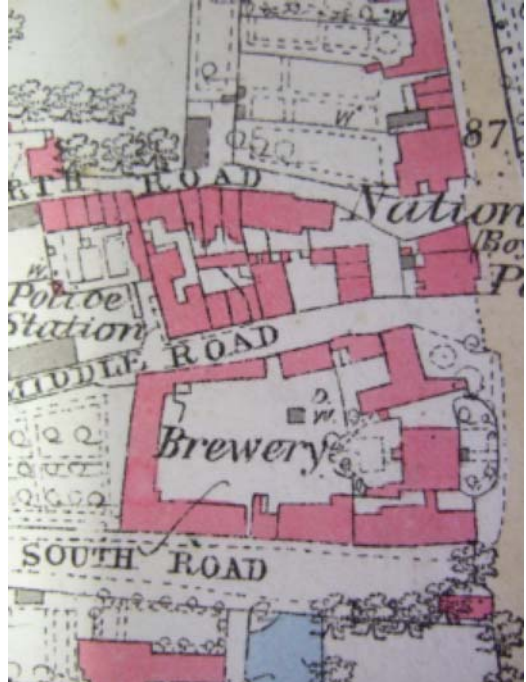 W
87
RTH ROAD
Nation
(Boy
P
W.
Police
Station
MIDDLE ROAD
W.
Brewery
SOUTH ROAD